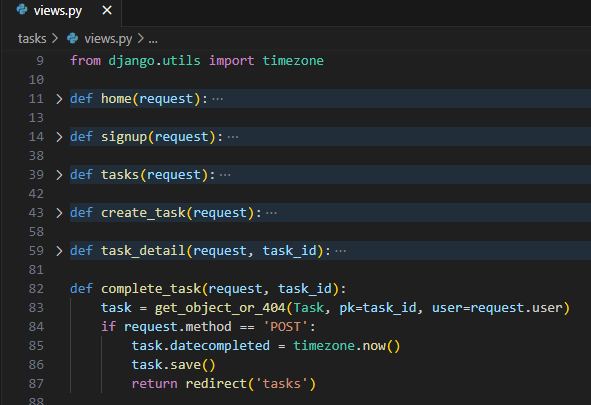 views.py ×
tasks > views.py > ...
9 from django.utils import timezone
10
11 > def home(request): ...
13
14 > def signup(request): ...
38
39 > def tasks(request): ...
42
43 > def create_task(request): ...
58
59 > def task_detail(request, task_id): ...
81
82 def complete_task(request, task_id):
83     task = get_object_or_404(Task, pk=task_id, user=request.user)
84     if request.method == 'POST':
85         task.datecompleted = timezone.now()
86         task.save()
87         return redirect('tasks')
88